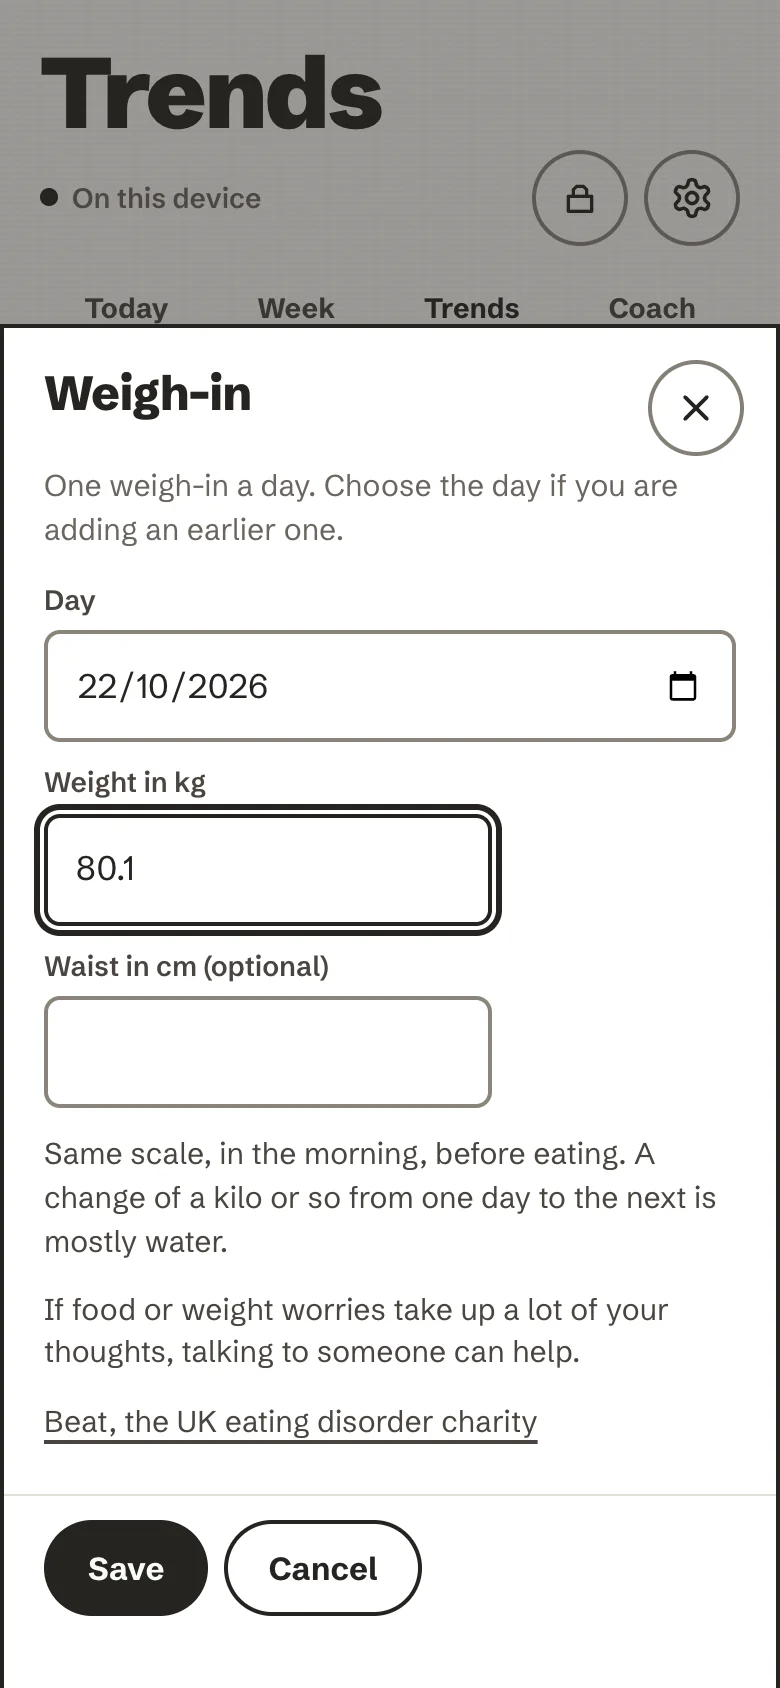 Trends
On this device
Today Week Trends Coach
Weigh-in
One weigh-in a day. Choose the day if you are
adding an earlier one.
Day
22/10/2026
Weight in kg
80.1
Waist in cm (optional)
Same scale, in the morning, before eating. A
change of a kilo or so from one day to the next is
mostly water.
If food or weight worries take up a lot of your
thoughts, talking to someone can help.
Beat, the UK eating disorder charity
Save Cancel